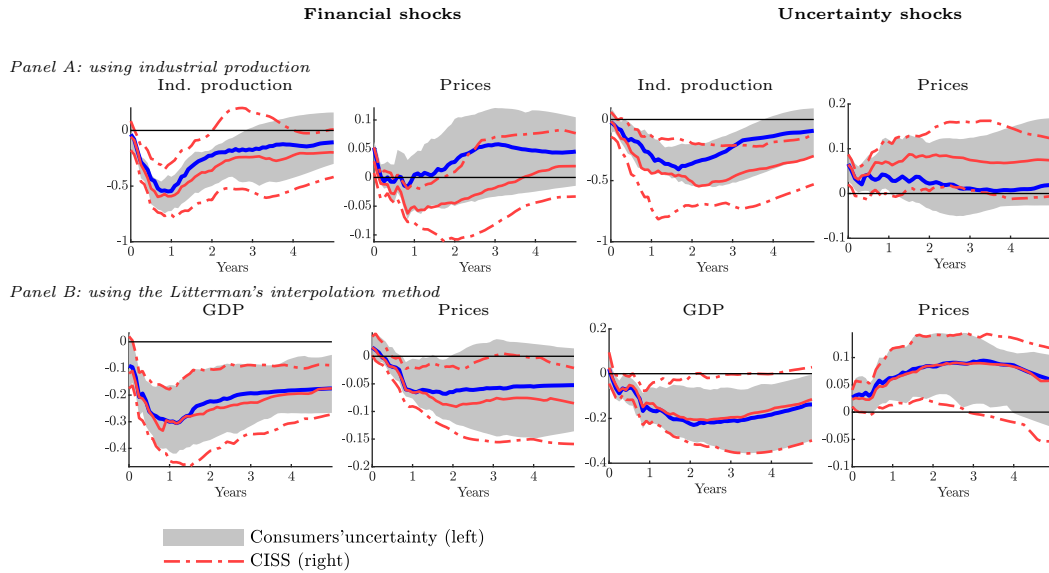 Financial shocks
Uncertainty shocks
Panel A: using industrial production
Ind. production
Prices
Ind. production
Prices
0
-0.5
-1
0 1 2 3 4
Years
0.1
0.05
0
-0.05
-0.1
0 1 2 3 4
Years
0
-0.5
-1
0 1 2 3 4
Years
0.2
0.1
0
0.1
0 1 2 3 4
Years
Panel B: using the Litterman's interpolation method
GDP
Prices
GDP
Prices
0
-0.1
-0.2
-0.3
-0.4
0 1 2 3 4
Years
0
-0.05
-0.1
-0.15
-0.2
0 1 2 3 4
Years
0.2
0
-0.2
-0.4
0 1 2 3 4
Years
0.1
0.05
0
0.05
-0.1
0 1 2 3 4
Years
Consumers'uncertainty (left)
CISS (right)